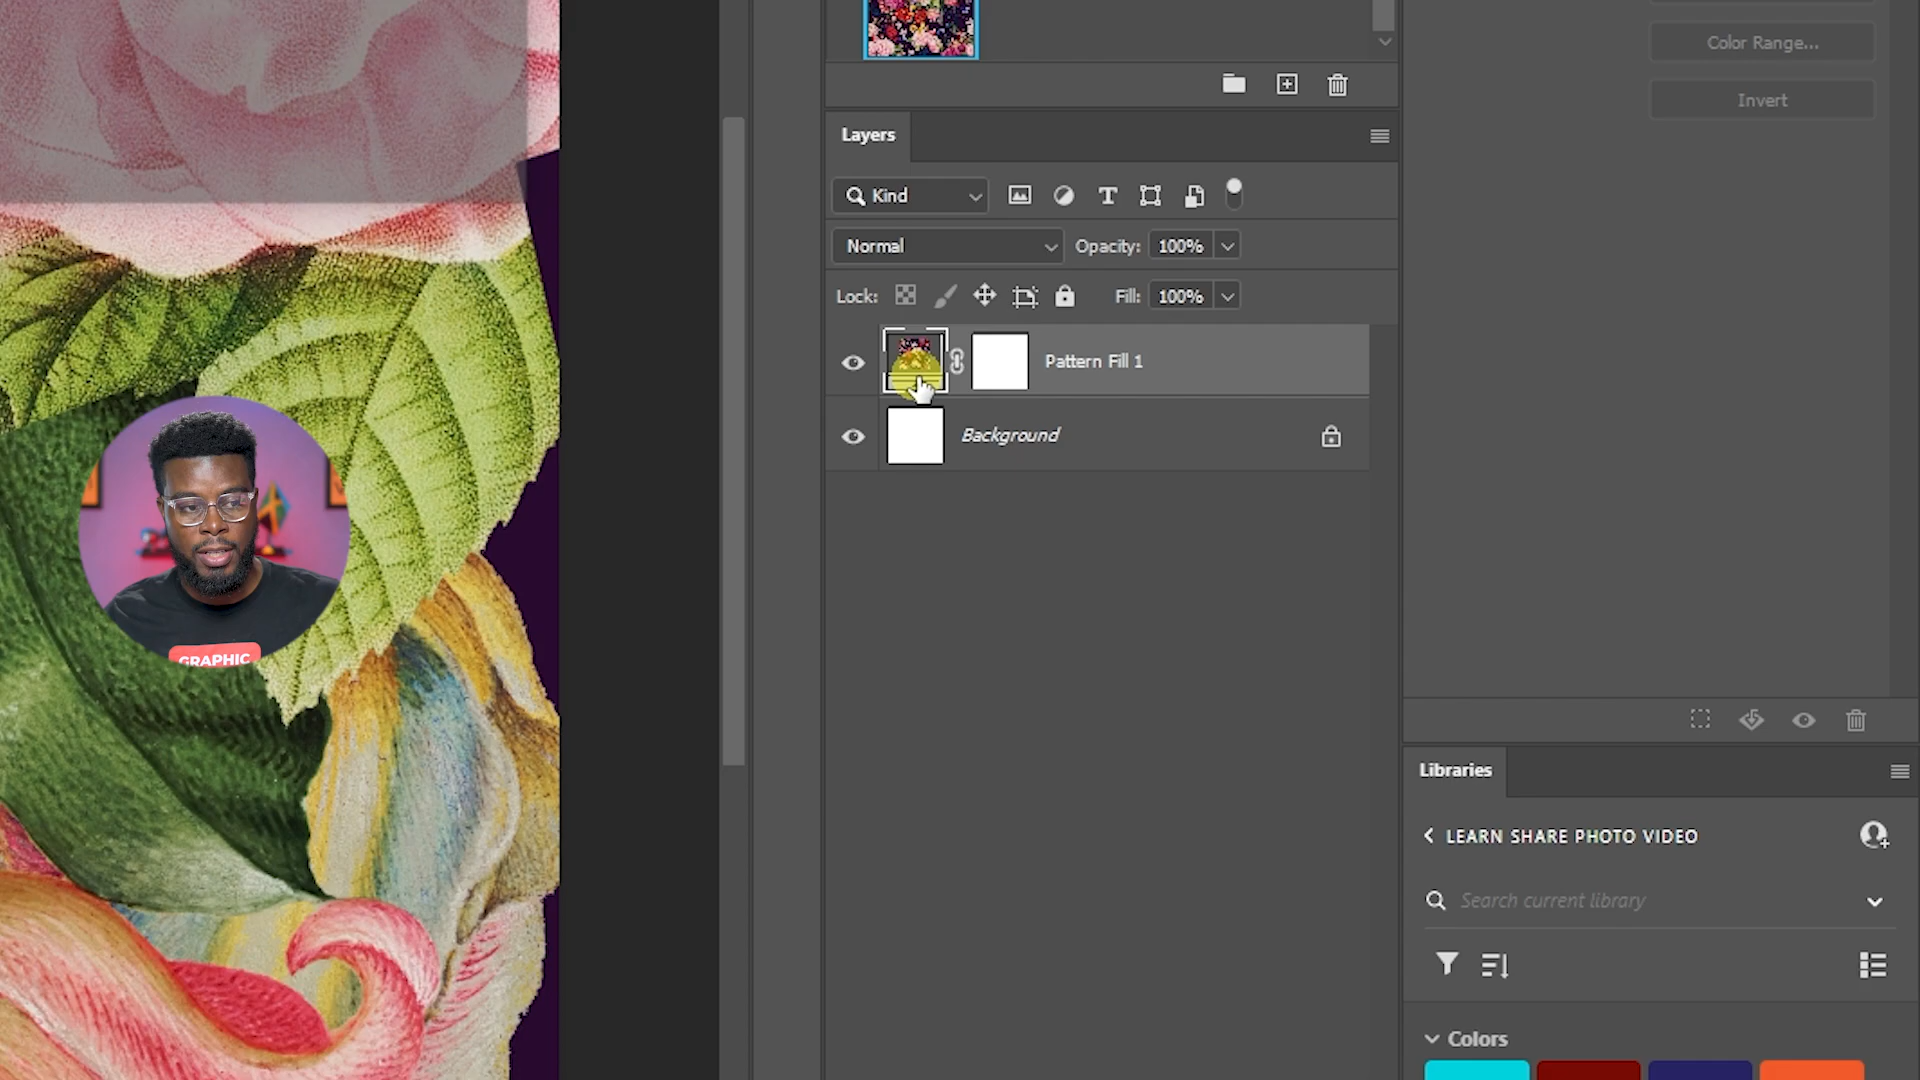 Color Range...
Invert
Layers
Kind
Normal
Opacity: 100%
Lock:
Fill: 100%
Pattern Fill 1
Background
GRAPHIC
Libraries
LEARN SHARE PHOTO VIDEO
Search current library
Colors